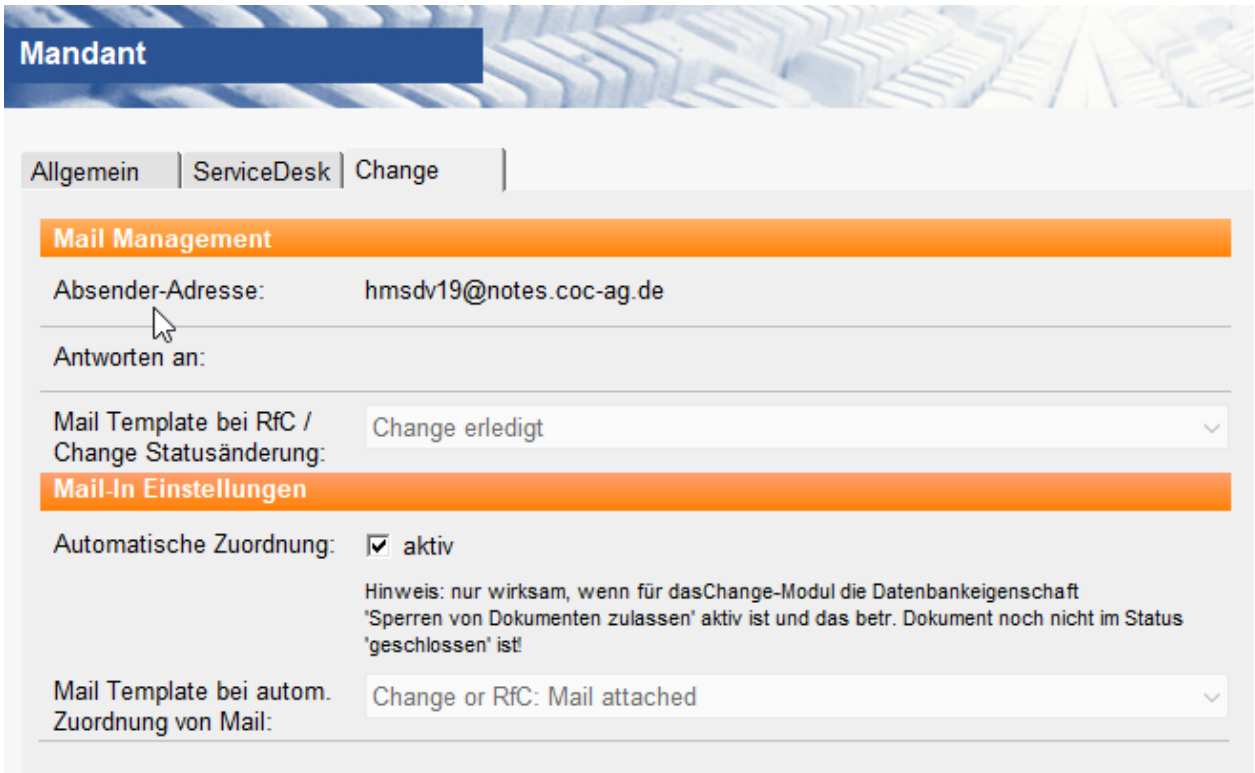 Mandant
Allgemein
ServiceDesk
Change
Mail Management
Absender-Adresse: hmsdv19@notes.coc-ag.de
Antworten an:
Mail Template bei RfC /
Change Statusänderung:
Change erledigt
Mail-In Einstellungen
Automatische Zuordnung: aktiv
Hinweis: nur wirksam, wenn für dasChange-Modul die Datenbankeigenschaft
'Sperren von Dokumenten zulassen' aktiv ist und das betr. Dokument noch nicht im Status
'geschlossen' ist!
Mail Template bei autom.
Zuordnung von Mail:
Change or RfC: Mail attached